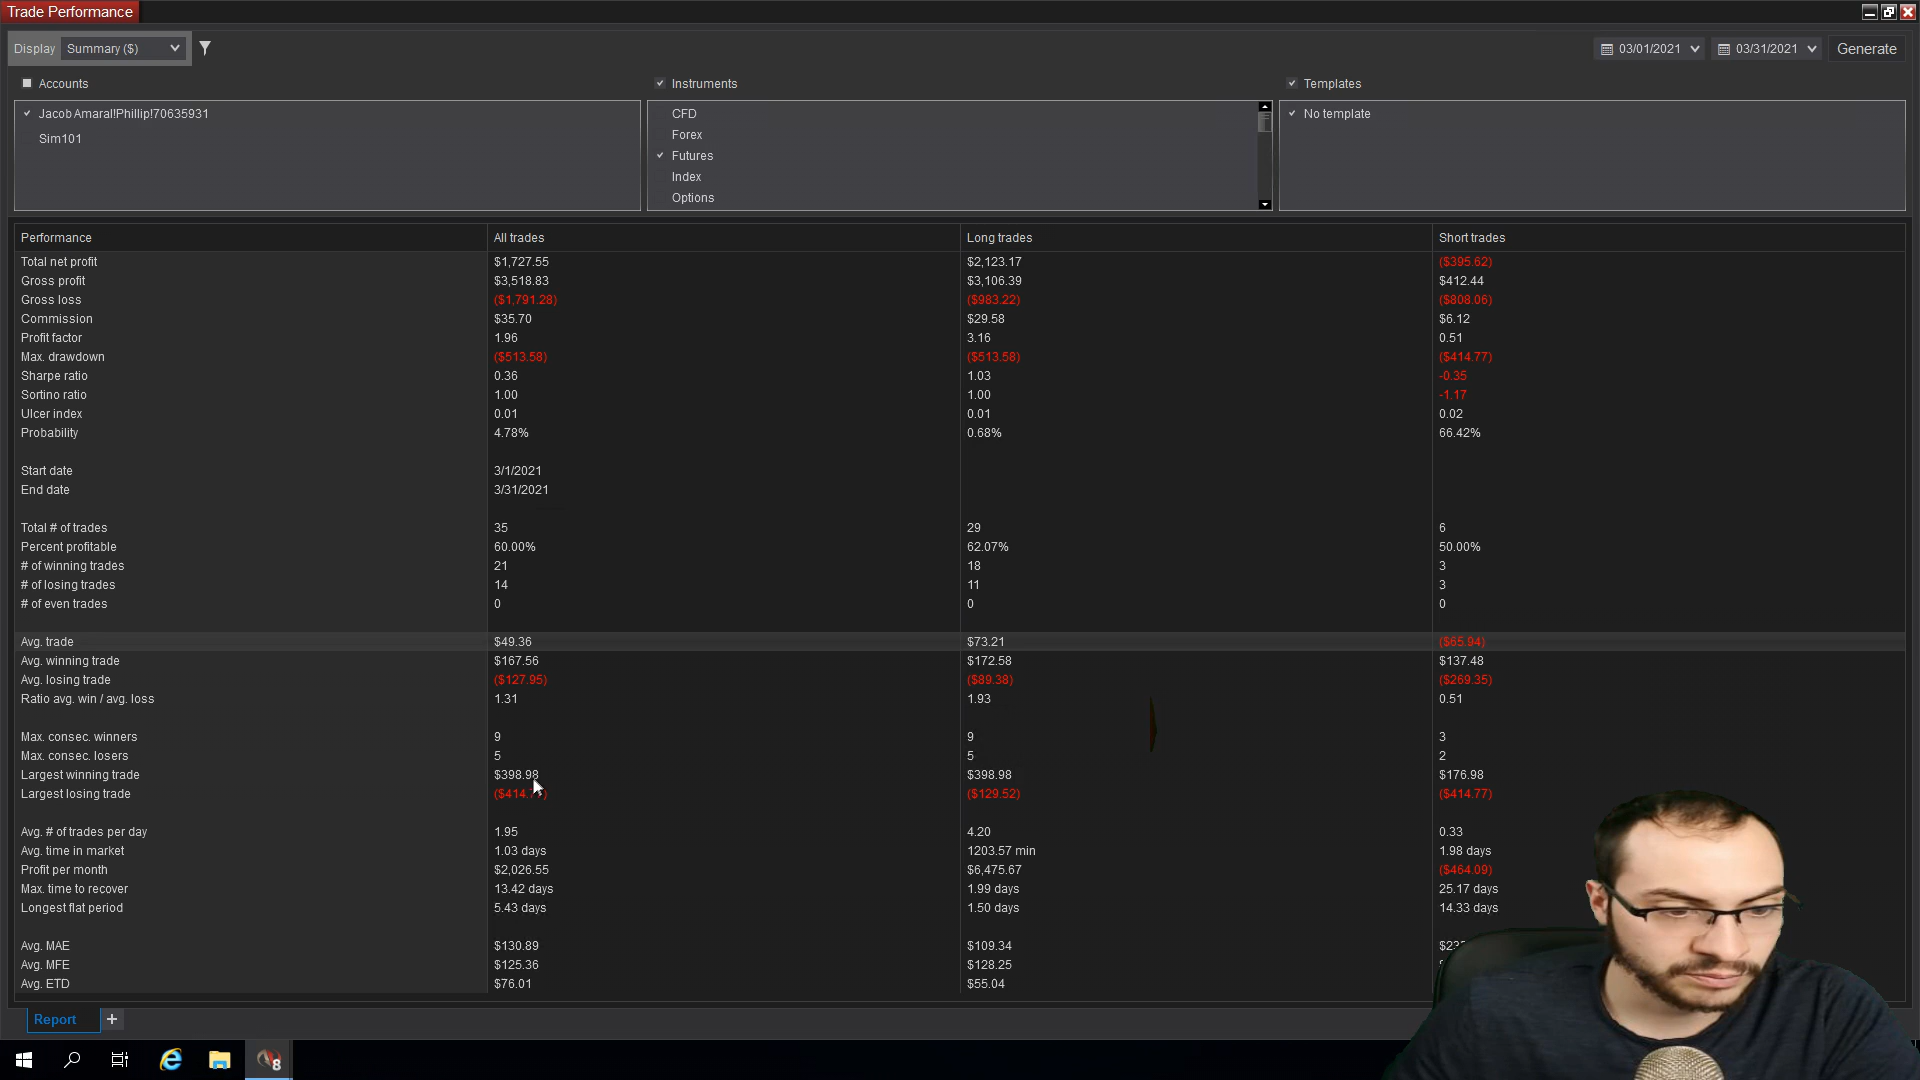 Trade Performance
Display Summary ($) 03/01/2021 03/31/2021 Generate
Accounts Instruments Templates
Jacob Amaral!Phillip!70635931 CFD No template
Sim101 Forex
Futures
Index
Options
Performance All trades Long trades Short trades
Total net profit $1,727.55 $2,123.17 ($395.62)
Gross profit $3,518.83 $3,106.39 $412.44
Gross loss ($1,791.28) ($983.22) ($808.06)
Commission $35.70 $29.58 $6.12
Profit factor 1.96 3.16 0.51
Max. drawdown ($513.58) ($513.58) ($414.77)
Sharpe ratio 0.36 1.03 -0.35
Sortino ratio 1.00 1.00 -1.17
Ulcer index 0.01 0.01 0.02
Probability 4.78% 0.68% 66.42%
Start date 3/1/2021
End date 3/31/2021
Total # of trades 35 29 6
Percent profitable 60.00% 62.07% 50.00%
# of winning trades 21 18 3
# of losing trades 14 11 3
# of even trades 0 0 0
Avg. trade $49.36 $73.21 ($65.94)
Avg. winning trade $167.56 $172.58 $137.48
Avg. losing trade ($127.95) ($89.38) ($269.35)
Ratio avg. win / avg. loss 1.31 1.93 0.51
Max. consec. winners 9 9 3
Max. consec. losers 5 5 2
Largest winning trade $398.98 $398.98 $176.98
Largest losing trade ($129.52) ($414.77)
Avg. # of trades per day 1.95 4.20 0.33
Avg. time in market 1.03 days 1203.57 min 1.98 days
Profit per month $2,026.55 $6,475.67 ($464.09)
Max. time to recover 13.42 days 1.99 days 25.17 days
Longest flat period 5.43 days 1.50 days 14.33 days
Avg. MAE $130.89 $109.34
Avg. MFE $125.36 $128.25
Avg. ETD $76.01 $55.04
Report +
8